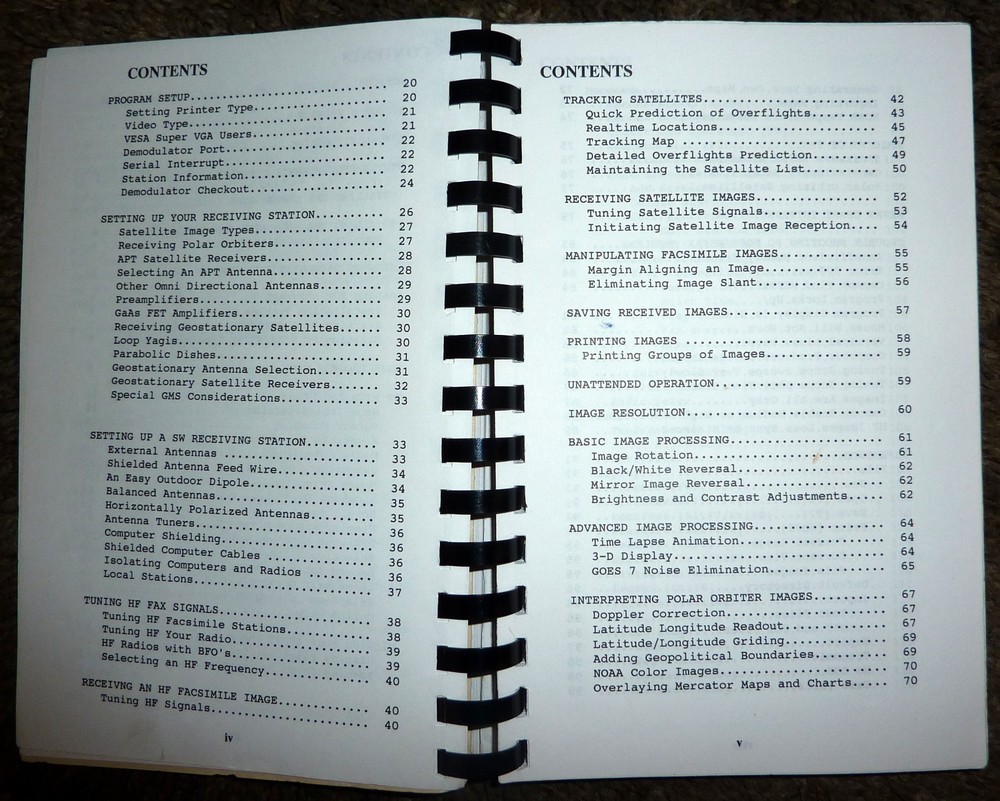 CONTENTS
PROGRAM SETUP.............................. 20
Setting Printer Type.................... 20
Video Type.............................. 21
VESA Super VGA Users.................... 21
Demodulator Port........................ 22
Serial Interrupt........................ 22
Station Information..................... 22
Demodulator Checkout.................... 24
SETTING UP YOUR RECEIVING STATION.......... 26
Satellite Image Types................... 27
Receiving Polar Orbiters................ 27
APT Satellite Receivers................. 28
Selecting An APT Antenna................ 28
Other Omni Directional Antennas......... 29
Preamplifiers........................... 29
GaAs FET Amplifiers..................... 30
Receiving Geostationary Satellites...... 30
Loop Yagis.............................. 30
Parabolic Dishes........................ 31
Geostationary Antenna Selection......... 31
Geostationary Satellite Receivers....... 32
Special GMS Considerations.............. 33
SETTING UP A SW RECEIVING STATION.......... 33
External Antennas ...................... 33
Shielded Antenna Feed Wire.............. 34
An Easy Outdoor Dipole.................. 34
Balanced Antennas....................... 35
Horizontally Polarized Antennas......... 35
Antenna Tuners.......................... 36
Computer Shielding...................... 36
Shielded Computer Cables ............... 36
Isolating Computers and Radios ......... 36
Local Stations.......................... 37
TUNING HF FAX SIGNALS...................... 38
Tuning HF Facsimile Stations............ 38
Tuning HF Your Radio.................... 39
HF Radios with BFO's.................... 39
Selecting an HF Frequency............... 40
RECEIVNG AN HF FACSIMILE IMAGE............. 40
Tuning HF Signals....................... 40
iv
CONTENTS
TRACKING SATELLITES........................ 42
Quick Prediction of Overflights......... 43
Realtime Locations...................... 45
Tracking Map ........................... 47
Detailed Overflights Prediction......... 49
Maintaining the Satellite List.......... 50
RECEIVING SATELLITE IMAGES................. 52
Tuning Satellite Signals................ 53
Initiating Satellite Image Reception.... 54
MANIPULATING FACSIMILE IMAGES.............. 55
Margin Aligning an Image................ 55
Eliminating Image Slant................. 56
SAVING RECEIVED IMAGES..................... 57
PRINTING IMAGES ........................... 58
Printing Groups of Images............... 59
UNATTENDED OPERATION....................... 59
IMAGE RESOLUTION........................... 60
BASIC IMAGE PROCESSING..................... 61
Image Rotation.......................... 61
Black/White Reversal.................... 62
Mirror Image Reversal................... 62
Brightness and Contrast Adjustments..... 62
ADVANCED IMAGE PROCESSING.................. 64
Time Lapse Animation.................... 64
3-D Display............................. 64
GOES 7 Noise Elimination................ 65
INTERPRETING POLAR ORBITER IMAGES.......... 67
Doppler Correction...................... 67
Latitude Longitude Readout.............. 67
Latitude/Longitude Griding.............. 69
Adding Geopolitical Boundaries.......... 69
NOAA Color Images....................... 70
Overlaying Mercator Maps and Charts..... 70
v